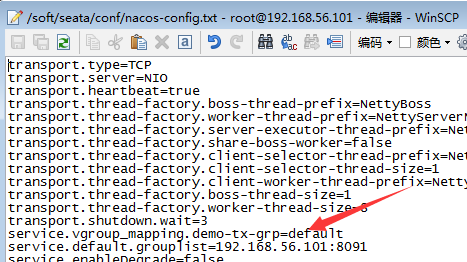 /soft/seata/conf/nacos-config.txt - root@192.168.56.101 - 编辑器 - WinSCP
编码 颜色
transport.type=TCP
transport.server=NIO
transport.heartbeat=true
transport.thread-factory.boss-thread-prefix=NettyBoss
transport.thread-factory.worker-thread-prefix=NettyServerN
transport.thread-factory.server-executor-thread-prefix=Ne
transport.thread-factory.share-boss-worker=false
transport.thread-factory.client-selector-thread-prefix=Ne
transport.thread-factory.client-selector-thread-size=1
transport.thread-factory.client-worker-thread-prefix=Nett
transport.thread-factory.boss-thread-size=1
transport.thread-factory.worker-thread-size=8
transport.shutdown.wait=3
service.vgroup_mapping.demo-tx-grp=default
service.default.grouplist=192.168.56.101:8091
service.enableDegrade=false